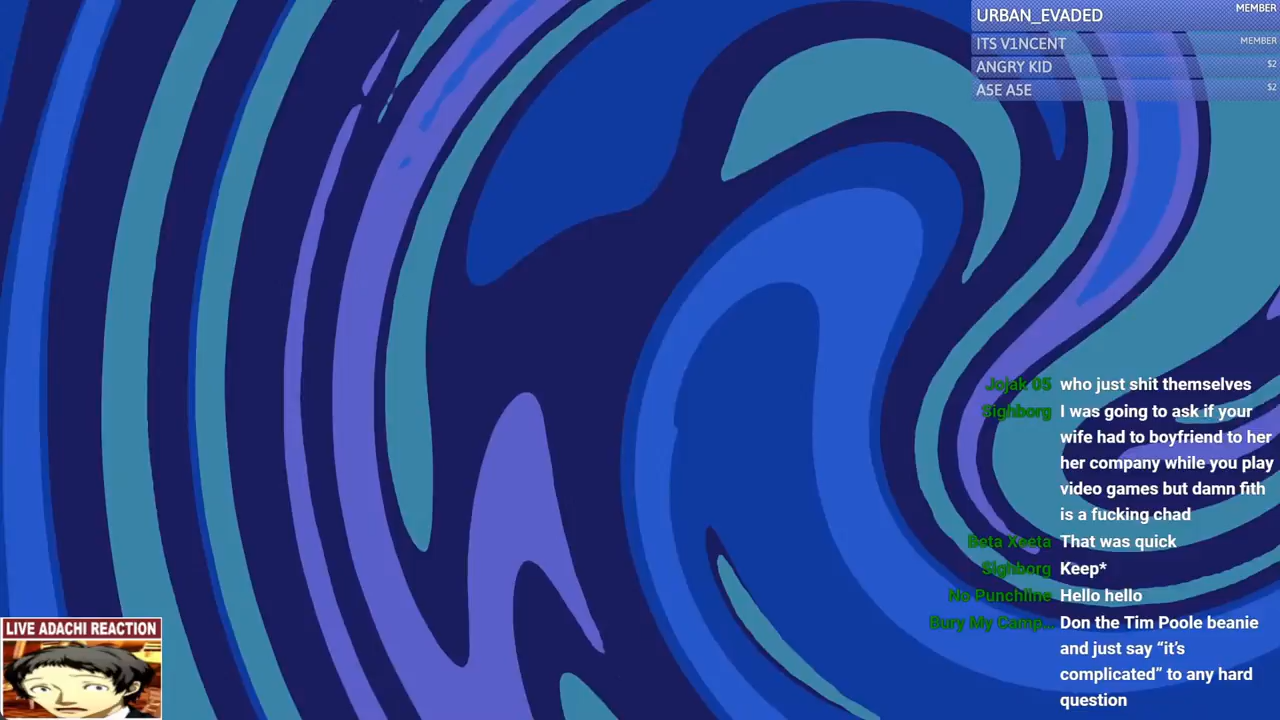 URBAN_EVADED MEMBER
ITS V1NCENT MEMBER
ANGRY KID $2
A5E A5E $2
Jojak 05 who just shit themselves
Sighborg I was going to ask if your
wife had to boyfriend to her
her company while you play
video games but damn fith
is a fucking chad
Beta Xeeta That was quick
Sighborg Keep*
No Punchline Hello hello
Bury My Camp... Don the Tim Poole beanie
and just say “it’s
complicated” to any hard
question
LIVE ADACHI REACTION